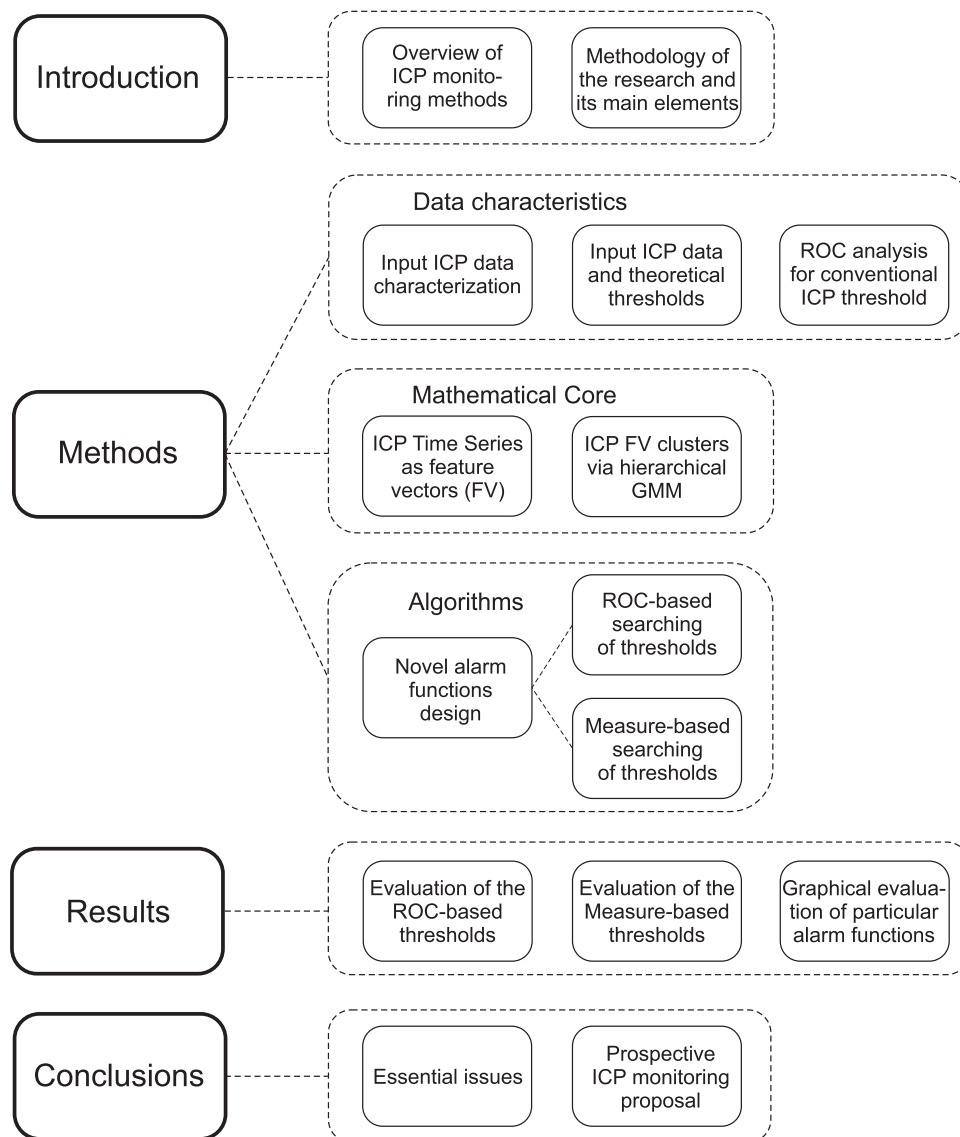 Introduction
Overview of
ICP monito-
ring methods
Methodology of
the research and
its main elements
Methods
Data characteristics
Input ICP data
characterization
Input ICP data
and theoretical
thresholds
ROC analysis
for conventional
ICP threshold
Mathematical Core
ICP Time Series
as feature
vectors (FV)
ICP FV clusters
via hierarchical
GMM
Algorithms
Novel alarm
functions
design
ROC-based
searching
of thresholds
Measure-based
searching
of thresholds
Results
Evaluation of the
ROC-based
thresholds
Evaluation of the
Measure-based
thresholds
Graphical evalua-
tion of particular
alarm functions
Conclusions
Essential issues
Prospective
ICP monitoring
proposal